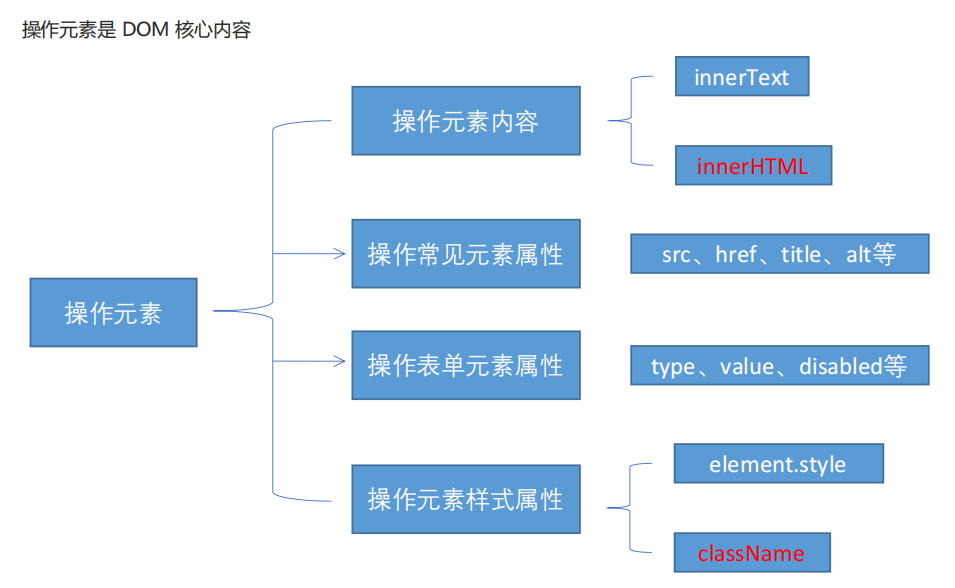 操作元素是 DOM 核心内容
操作元素
操作元素内容
innerText
innerHTML
操作常见元素属性
src、href、title、alt等
操作表单元素属性
type、value、disabled等
操作元素样式属性
element.style
className